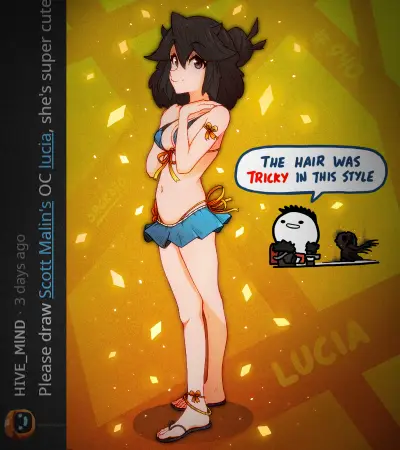 HIVE_MIND · 3 days ago
Please draw Scott Malin's OC lucia, she's super cute
THE HAIR WAS
TRICKY IN THIS STYLE
LUCIA